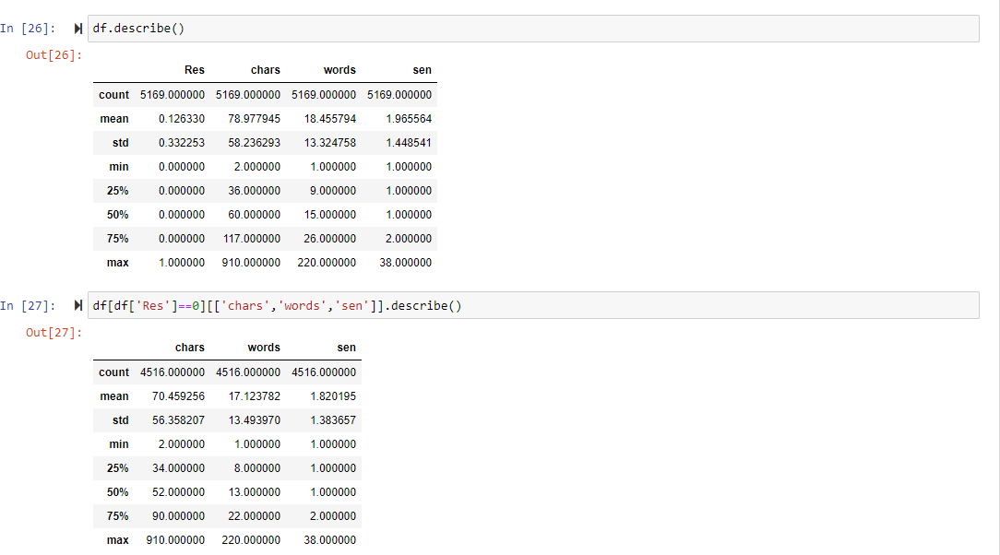 In [26]: df.describe()
Out[26]:
Res chars words sen
count 5169.000000 5169.000000 5169.000000 5169.000000
mean 0.126330 78.977945 18.455794 1.965564
std 0.332253 58.236293 13.324758 1.448541
min 0.000000 2.000000 1.000000 1.000000
25% 0.000000 36.000000 9.000000 1.000000
50% 0.000000 60.000000 15.000000 1.000000
75% 0.000000 117.000000 26.000000 2.000000
max 1.000000 910.000000 220.000000 38.000000
In [27]: df[df['Res']==0][['chars','words','sen']].describe()
Out[27]:
chars words sen
count 4516.000000 4516.000000 4516.000000
mean 70.459256 17.123782 1.820195
std 56.358207 13.493970 1.383657
min 2.000000 1.000000 1.000000
25% 34.000000 8.000000 1.000000
50% 52.000000 13.000000 1.000000
75% 90.000000 22.000000 2.000000
max 910.000000 220.000000 38.000000